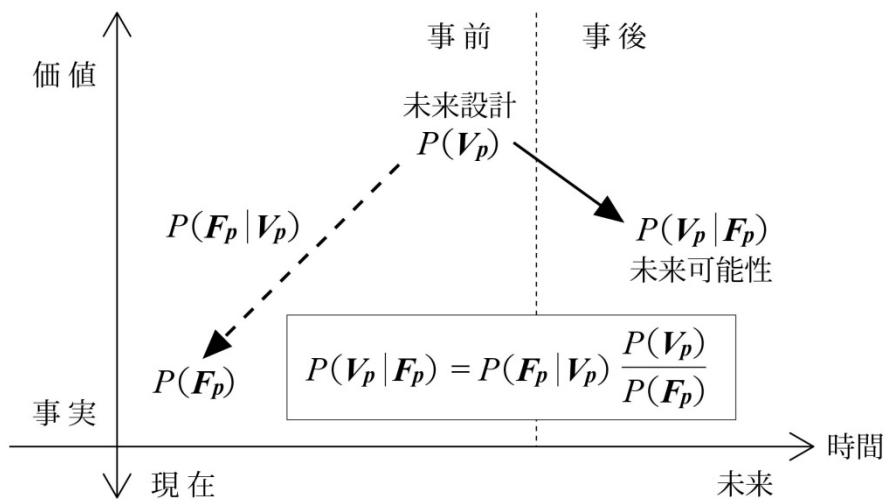 事前 事後
価値
未来設計
P(Vp)
P(Fp|Vp)
P(Vp|Fp)
未来可能性
P(Fp)
P(Vp|Fp) = P(Fp|Vp) P(Vp)/P(Fp)
事実
時間
現在 未来